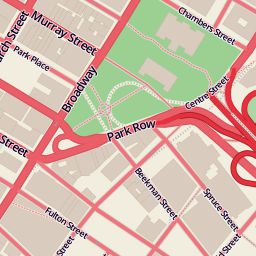 Murray Street
Chambers Street
Park Place
Broadway
Centre Street
Park Row
Street
Beekman Street
Spruce Street
Fulton Street